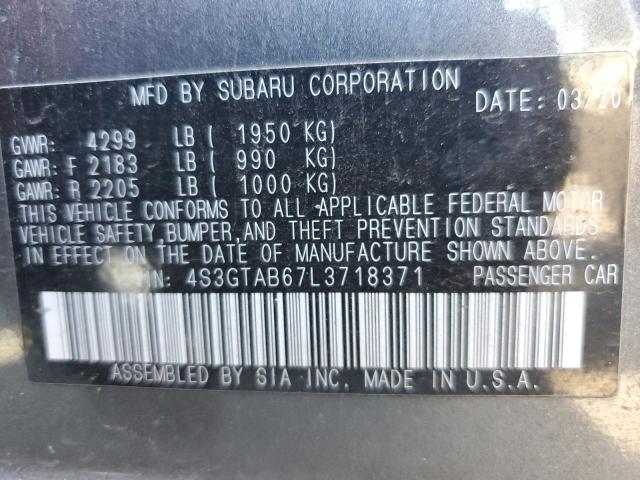 MFD BY SUBARU CORPORATION
DATE: 03/20
GVWR: 4299 LB ( 1950 KG)
GAWR: F 2183 LB ( 990 KG)
GAWR: R 2205 LB ( 1000 KG)
THIS VEHICLE CONFORMS TO ALL APPLICABLE FEDERAL MOTOR
VEHICLE SAFETY, BUMPER, AND THEFT PREVENTION STANDARDS
IN EFFECT ON THE DATE OF MANUFACTURE SHOWN ABOVE.
4S3GTAB67L3718371 PASSENGER CAR
ASSEMBLED BY SIA INC. MADE IN U.S.A.